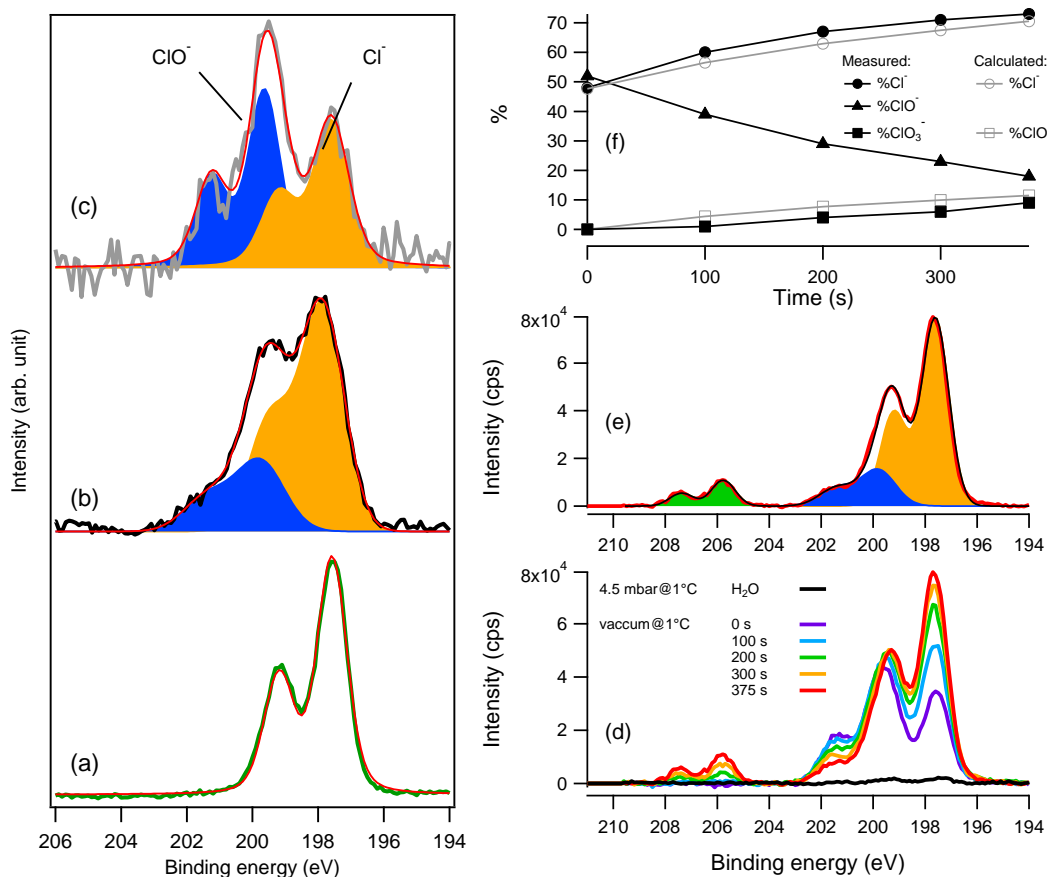 ClO⁻
Cl⁻
(c)
(b)
(a)
Intensity (arb. unit)
206 204 202 200 198 196 194
Binding energy (eV)
70
60
50
40
30
20
10
0
%
Measured: Calculated:
%Cl⁻ %Cl⁻
%ClO⁻
%ClO₃⁻ %ClO
(f)
0 100 200 300
Time (s)
8x10⁴
6
4
2
0
Intensity (cps)
(e)
210 208 206 204 202 200 198 196 194
8x10⁴
6
4
2
0
Intensity (cps)
4.5 mbar@1°C H₂O
vaccum@1°C 0 s
100 s
200 s
300 s
375 s
(d)
210 208 206 204 202 200 198 196 194
Binding energy (eV)